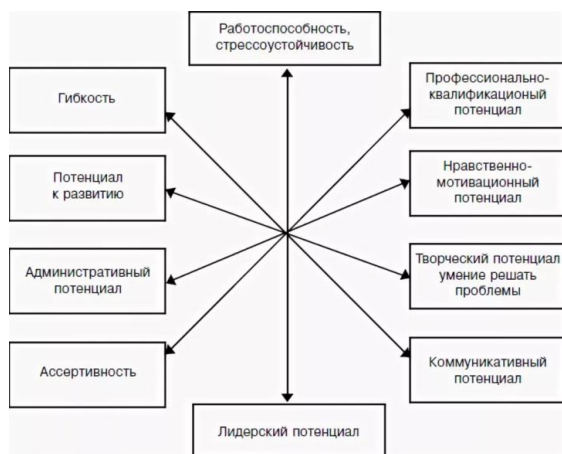 Работоспособность,
стрессоустойчивость
Гибкость
Профессионально-
квалификационый
потенциал
Потенциал
к развитию
Нравственно-
мотивационный
потенциал
Административный
потенциал
Творческий потенциал
умение решать
проблемы
Ассертивность
Коммуникативный
потенциал
Лидерский потенциал